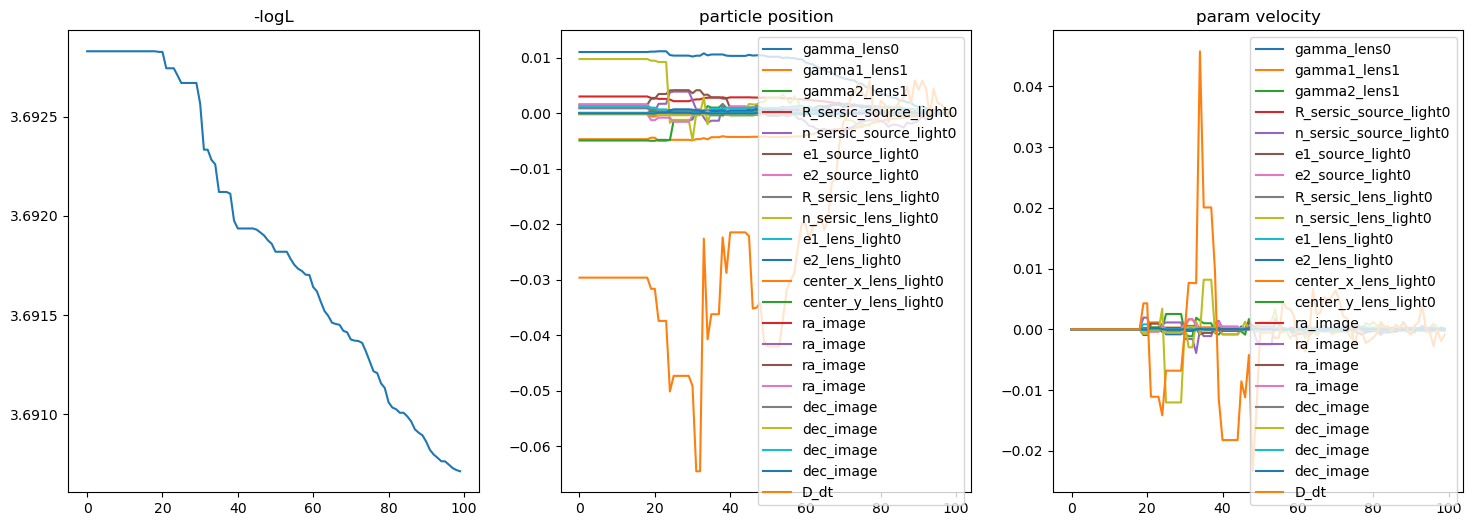 -logL
3.6925
3.6920
3.6915
3.6910
0 20 40 60 80 100
particle position
0.01
0.00
−0.01
−0.02
−0.03
−0.04
−0.05
−0.06
gamma_lens0
gamma1_lens1
gamma2_lens1
R_sersic_source_light0
n_sersic_source_light0
e1_source_light0
e2_source_light0
R_sersic_lens_light0
n_sersic_lens_light0
e1_lens_light0
e2_lens_light0
center_x_lens_light0
center_y_lens_light0
ra_image
ra_image
ra_image
ra_image
dec_image
dec_image
dec_image
dec_image
D_dt
0 20 40 60 80 100
param velocity
0.04
0.03
0.02
0.01
0.00
−0.01
−0.02
gamma_lens0
gamma1_lens1
gamma2_lens1
R_sersic_source_light0
n_sersic_source_light0
e1_source_light0
e2_source_light0
R_sersic_lens_light0
n_sersic_lens_light0
e1_lens_light0
e2_lens_light0
center_x_lens_light0
center_y_lens_light0
ra_image
ra_image
ra_image
ra_image
dec_image
dec_image
dec_image
dec_image
D_dt
0 20 40 60 80 100